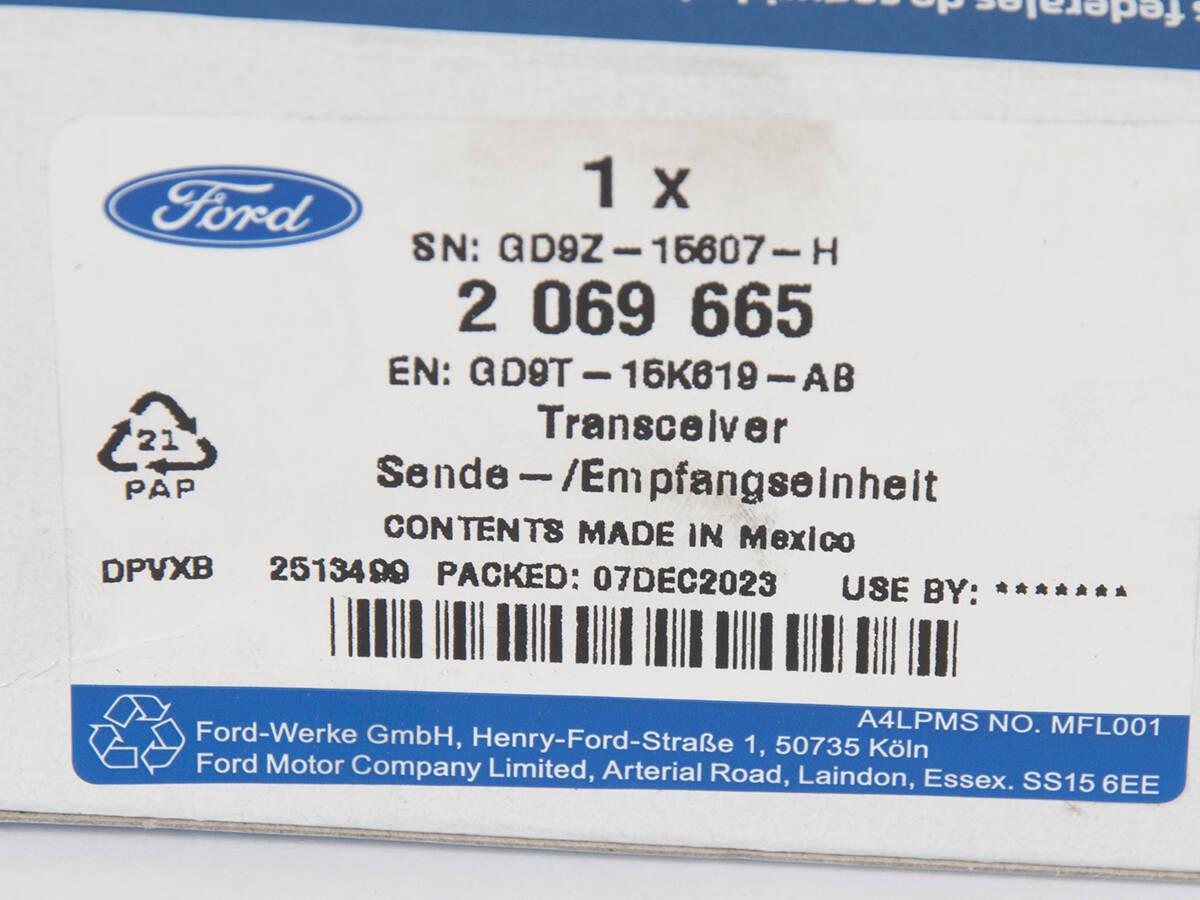 federales de
Ford
1 x
SN: GD9Z-15607-H
2 069 665
EN: GD9T-15K619-AB
Transceiver
Sende-/Empfangseinheit
CONTENTS MADE IN Mexico
21
PAP
DPVXB 2513499 PACKED: 07DEC2023 USE BY: *******
A4LPMS NO. MFL001
Ford-Werke GmbH, Henry-Ford-Straße 1, 50735 Köln
Ford Motor Company Limited, Arterial Road, Laindon, Essex. SS15 6EE